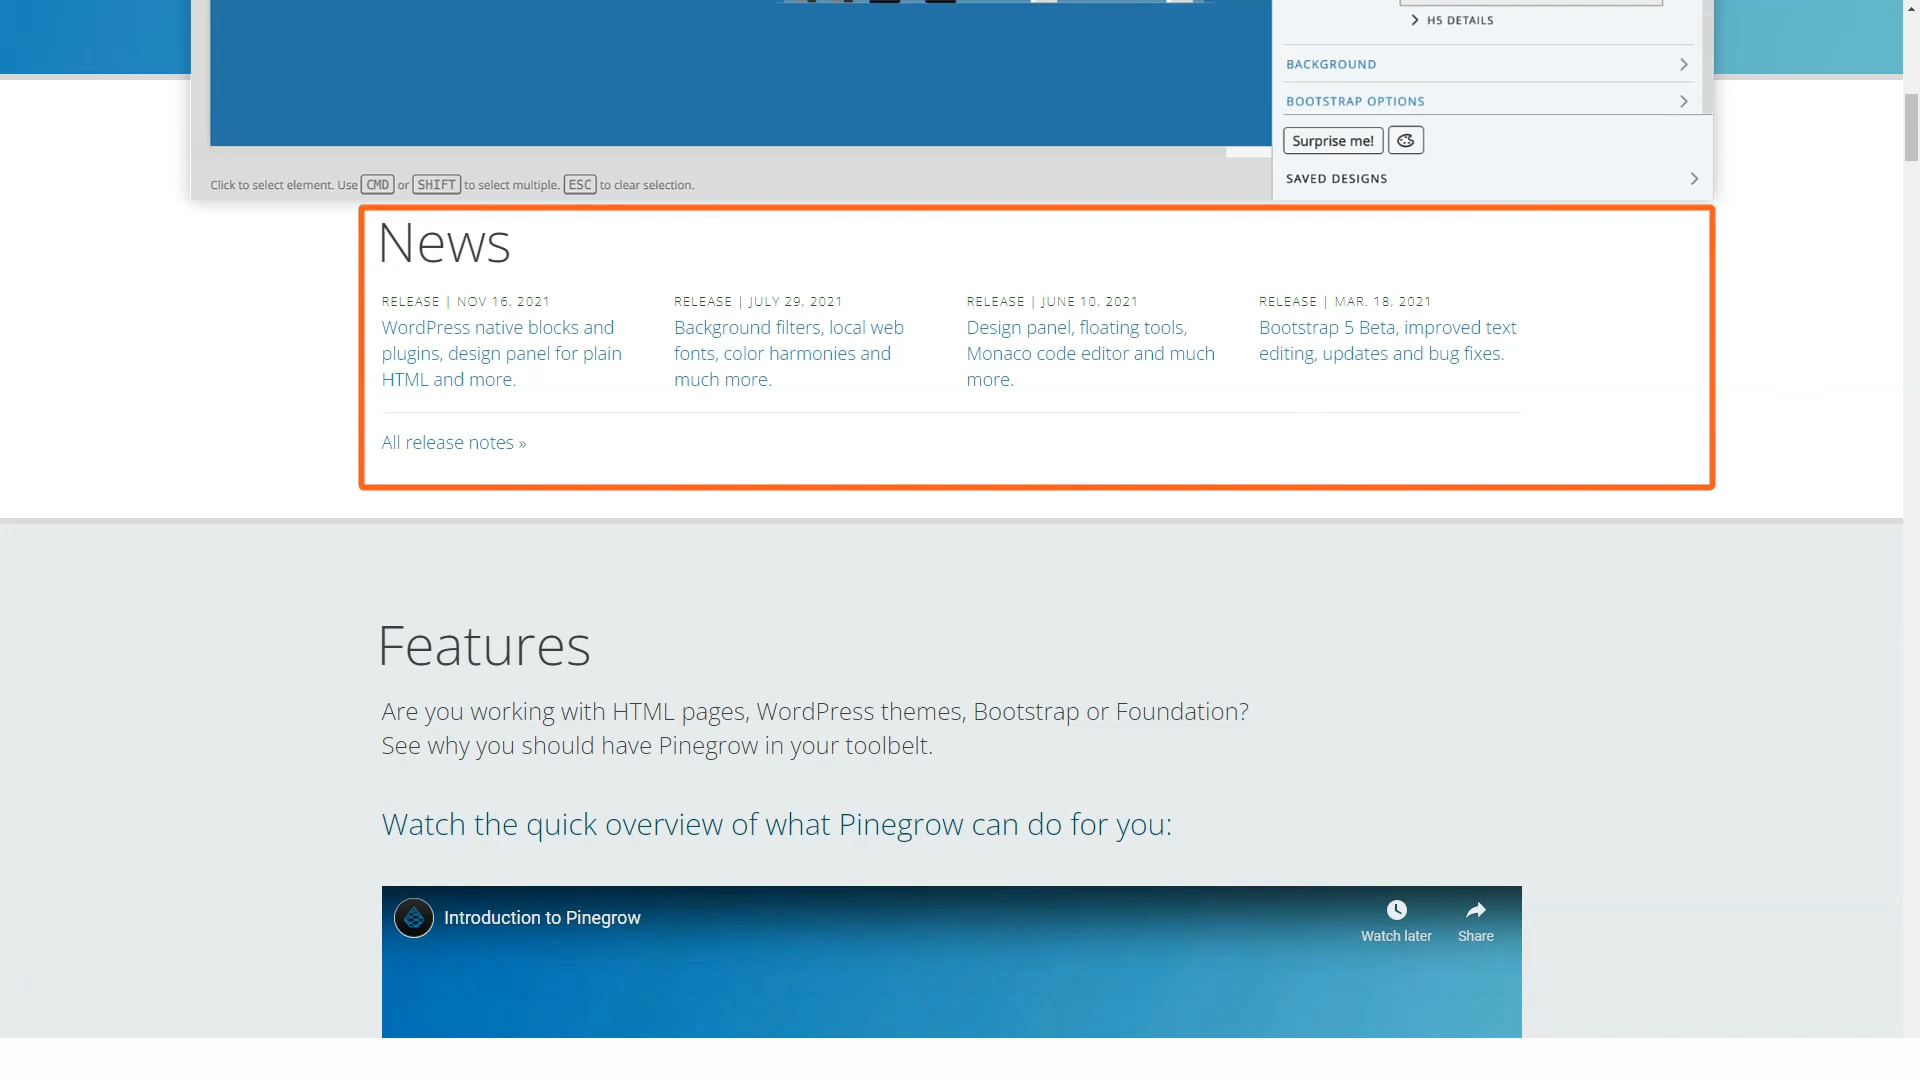 H5 DETAILS
BACKGROUND
BOOTSTRAP OPTIONS
Surprise me!
SAVED DESIGNS
Click to select element. Use CMD or SHIFT to select multiple. ESC to clear selection.
News
RELEASE | NOV 16, 2021
WordPress native blocks and
plugins, design panel for plain
HTML and more.
RELEASE | JULY 29, 2021
Background filters, local web
fonts, color harmonies and
much more.
RELEASE | JUNE 10, 2021
Design panel, floating tools,
Monaco code editor and much
more.
RELEASE | MAR. 18, 2021
Bootstrap 5 Beta, improved text
editing, updates and bug fixes.
All release notes »
Features
Are you working with HTML pages, WordPress themes, Bootstrap or Foundation?
See why you should have Pinegrow in your toolbelt.
Watch the quick overview of what Pinegrow can do for you:
Introduction to Pinegrow
Watch later
Share